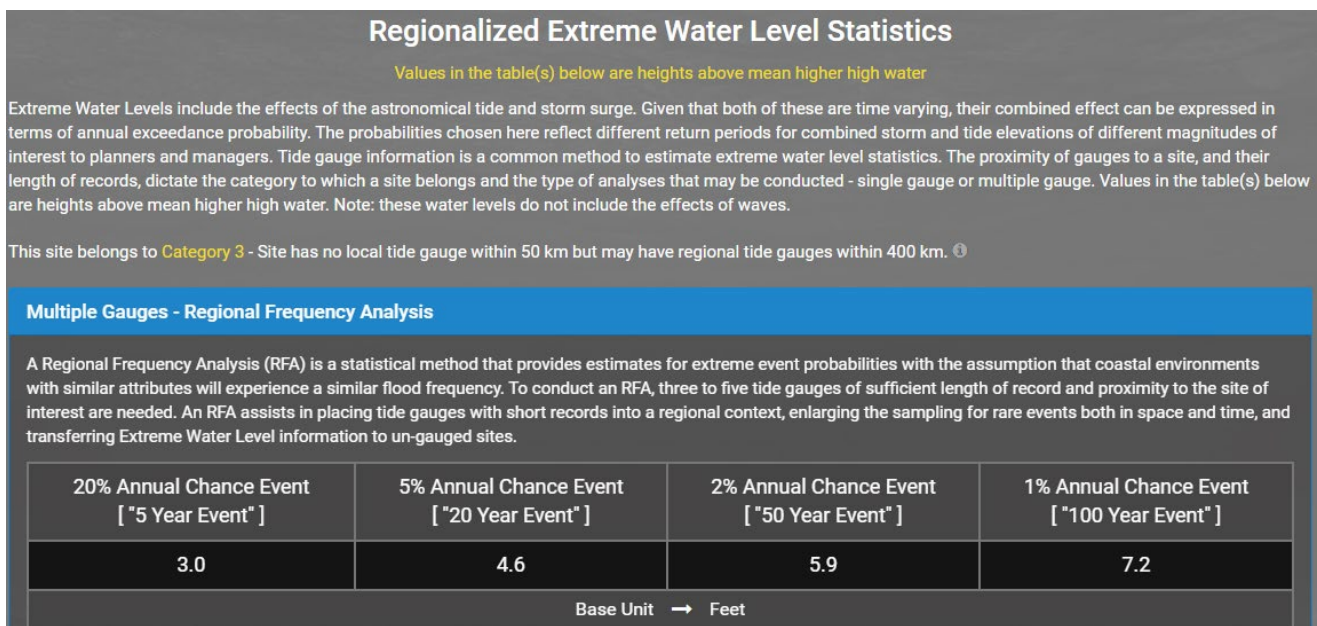 Regionalized Extreme Water Level Statistics
Values in the table(s) below are heights above mean higher high water
Extreme Water Levels include the effects of the astronomical tide and storm surge. Given that both of these are time varying, their combined effect can be expressed in
terms of annual exceedance probability. The probabilities chosen here reflect different return periods for combined storm and tide elevations of different magnitudes of
interest to planners and managers. Tide gauge information is a common method to estimate extreme water level statistics. The proximity of gauges to a site, and their
length of records, dictate the category to which a site belongs and the type of analyses that may be conducted - single gauge or multiple gauge. Values in the table(s) below
are heights above mean higher high water. Note: these water levels do not include the effects of waves.
This site belongs to Category 3 - Site has no local tide gauge within 50 km but may have regional tide gauges within 400 km.
Multiple Gauges - Regional Frequency Analysis
A Regional Frequency Analysis (RFA) is a statistical method that provides estimates for extreme event probabilities with the assumption that coastal environments
with similar attributes will experience a similar flood frequency. To conduct an RFA, three to five tide gauges of sufficient length of record and proximity to the site of
interest are needed. An RFA assists in placing tide gauges with short records into a regional context, enlarging the sampling for rare events both in space and time, and
transferring Extreme Water Level information to un-gauged sites.
20% Annual Chance Event 5% Annual Chance Event 2% Annual Chance Event 1% Annual Chance Event
[ "5 Year Event" ] [ "20 Year Event" ] [ "50 Year Event" ] [ "100 Year Event" ]
3.0 4.6 5.9 7.2
Base Unit → Feet